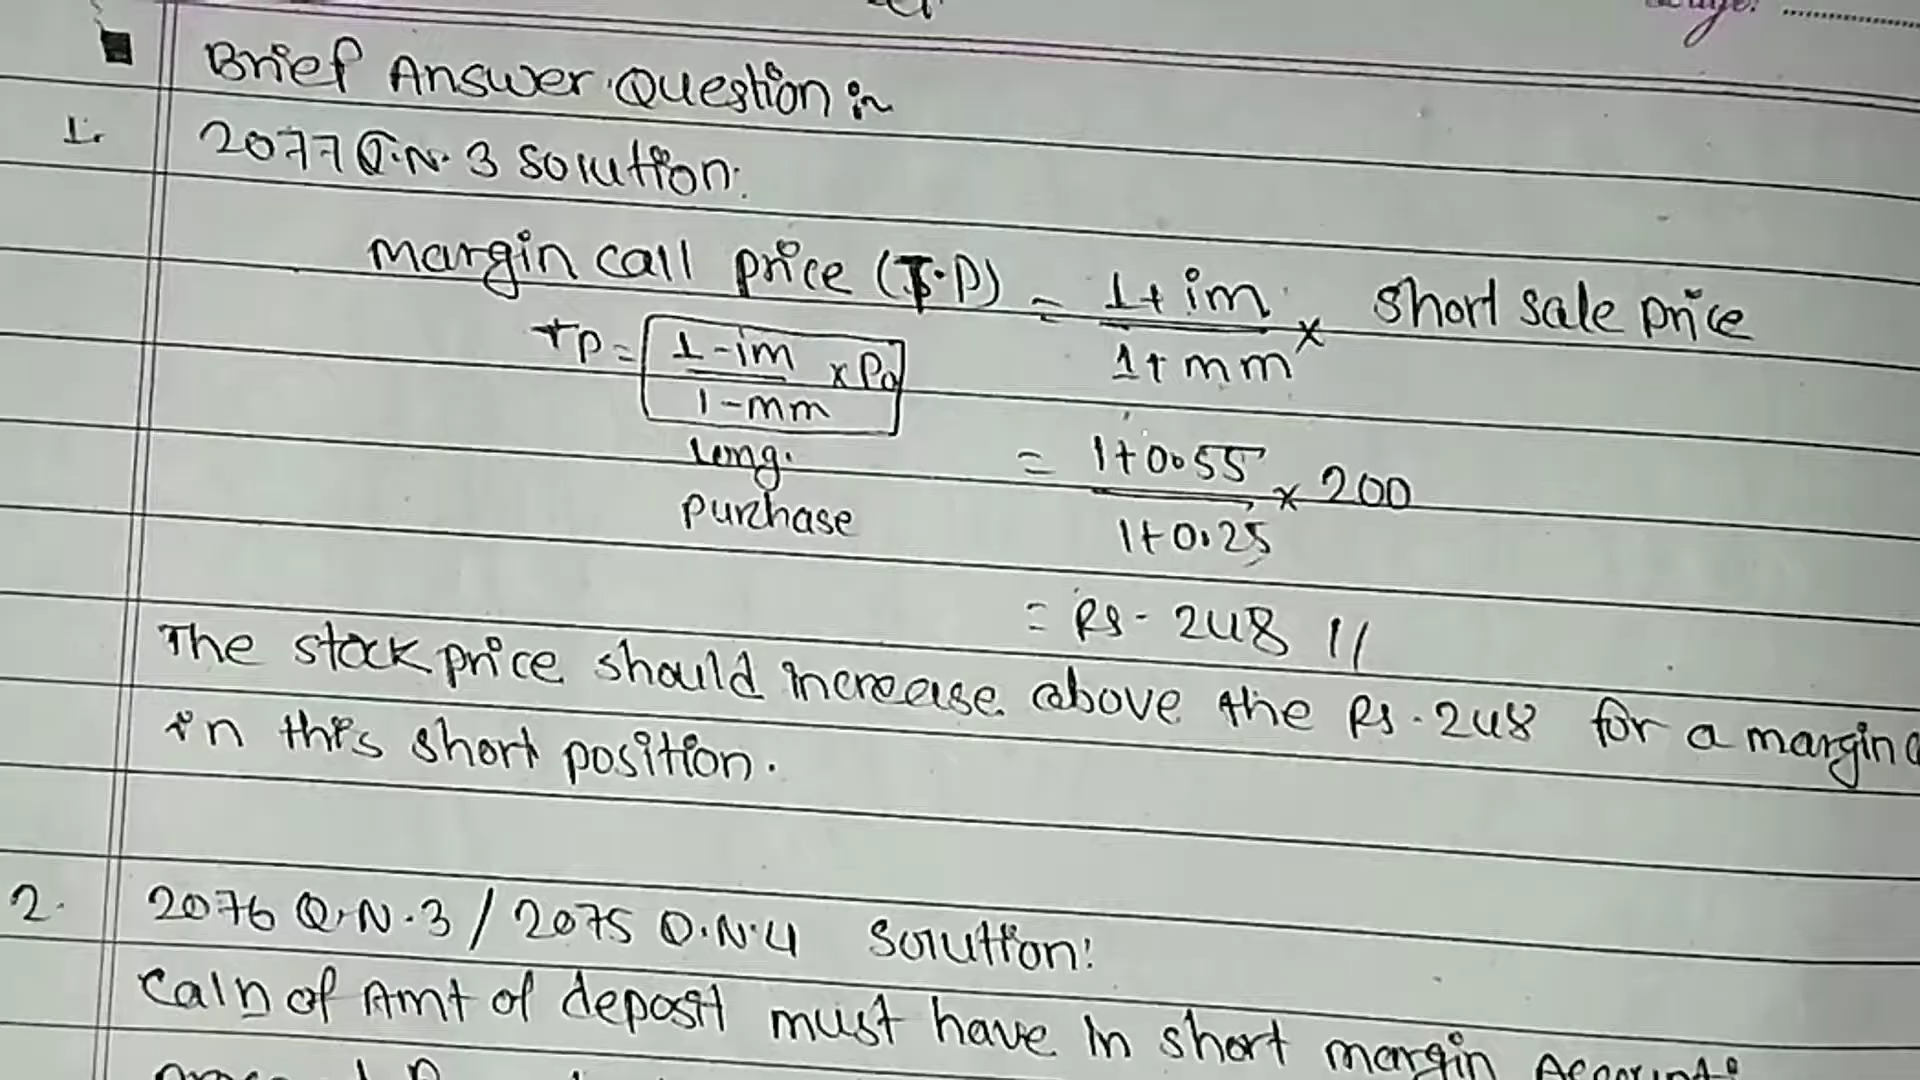 Brief Answer Question :~
1. 2077 Q.N. 3 Solution:
margin call price (T.P) = 1+im / 1+mm × Short sale price
TP = 1-im / 1-mm × P0
Long purchase
= 1+0.55 / 1+0.25 × 200
= Rs. 248 //
The stock price should increase above the Rs. 248 for a margin
in this short position.
2. 2076 Q.N. 3 / 2075 Q.N. 4 Solution:
Caln of Amt of deposit must have in short margin Account: